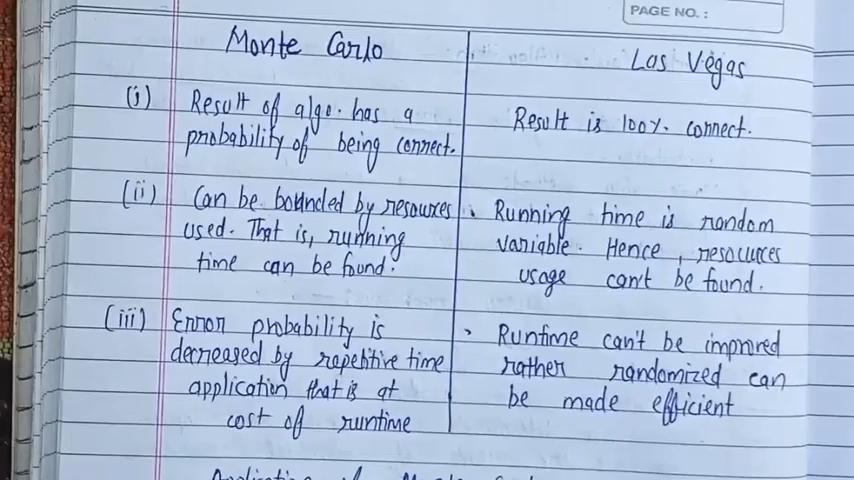 PAGE NO.:
Monte Carlo
Las Vegas
(i) Result of algo. has a
probability of being correct.
Result is 100%. correct.
(ii) Can be bounded by resources
used. That is, running
time can be found.
Running time is random
variable. Hence, resources
usage can't be found.
(iii) Error probability is
decreased by repetitive time
application that is at
cost of runtime
Runtime can't be improved
rather randomized can
be made efficient